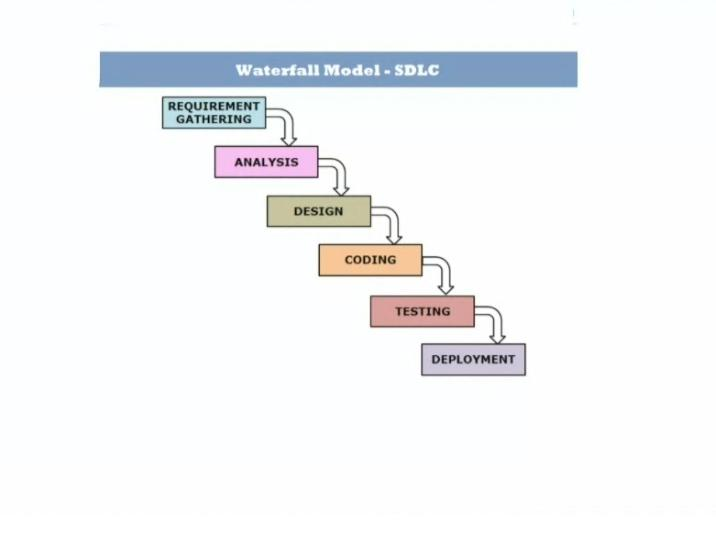 Waterfall Model - SDLC
REQUIREMENT
GATHERING
ANALYSIS
DESIGN
CODING
TESTING
DEPLOYMENT